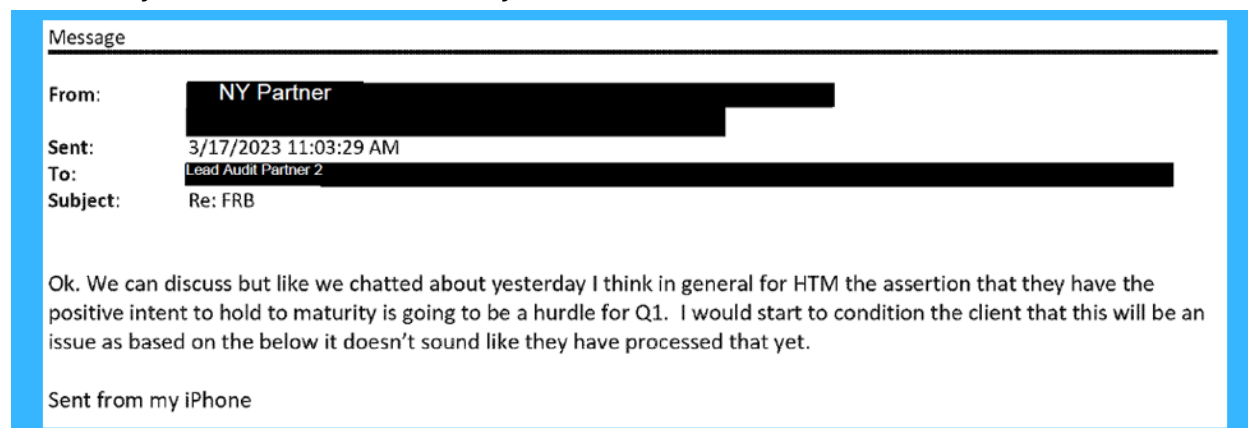 Message
From: NY Partner
Sent: 3/17/2023 11:03:29 AM
To: Lead Audit Partner 2
Subject: Re: FRB
Ok. We can discuss but like we chatted about yesterday I think in general for HTM the assertion that they have the
positive intent to hold to maturity is going to be a hurdle for Q1.  I would start to condition the client that this will be an
issue as based on the below it doesn't sound like they have processed that yet.
Sent from my iPhone